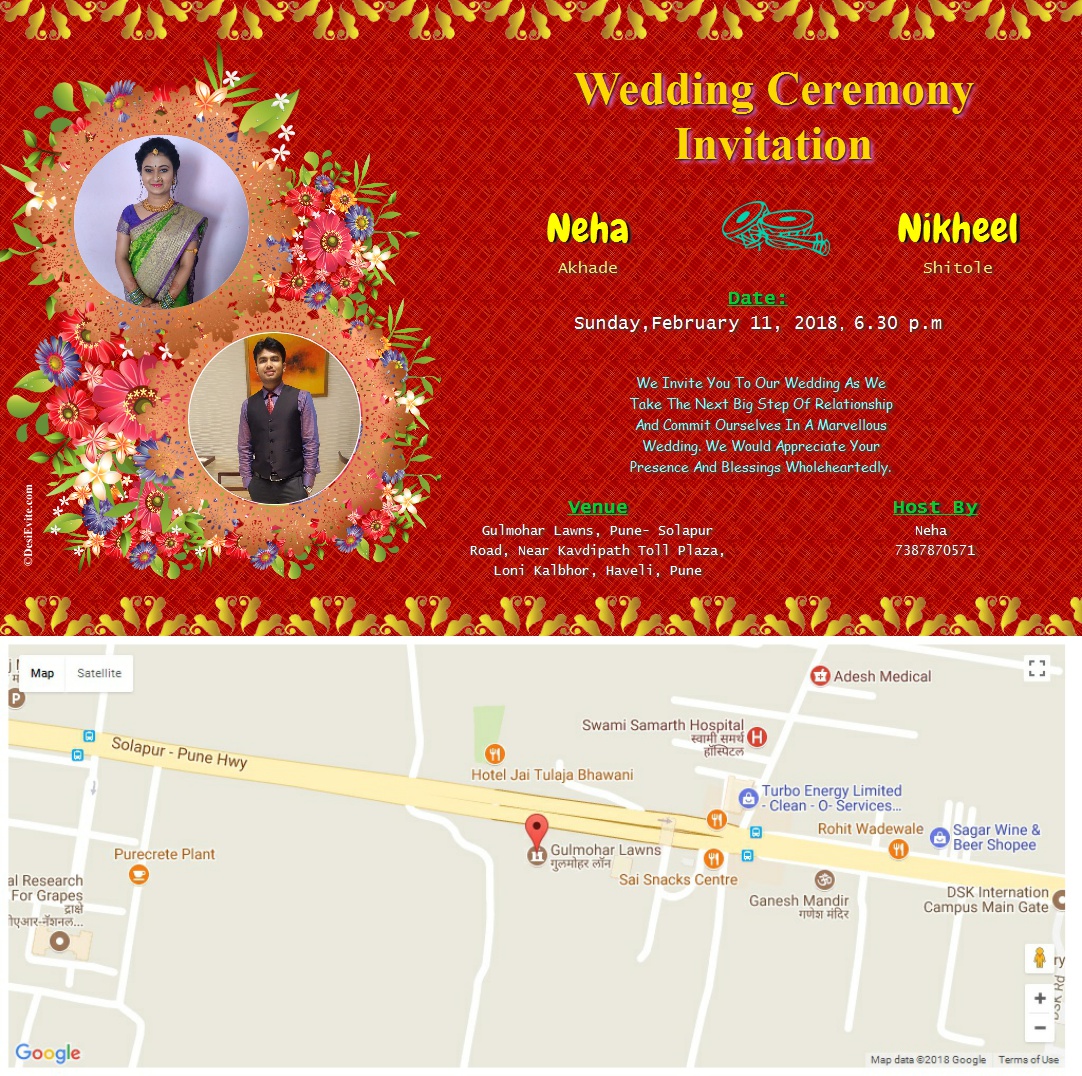 Wedding Ceremony
Invitation
Neha
Nikheel
Akhade
Shitole
Date:
Sunday,February 11, 2018, 6.30 p.m
We Invite You To Our Wedding As We
Take The Next Big Step Of Relationship
And Commit Ourselves In A Marvellous
Wedding. We Would Appreciate Your
Presence And Blessings Wholeheartedly.
Venue
Gulmohar Lawns, Pune- Solapur
Road, Near Kavdipath Toll Plaza,
Loni Kalbhor, Haveli, Pune
Host By
Neha
7387870571
©DesiEvite.com
Map
Satellite
P
Adesh Medical
Swami Samarth Hospital
स्वामी समर्थ
हॉस्पिटल
H
Solapur - Pune Hwy
Hotel Jai Tulaja Bhawani
Turbo Energy Limited
- Clean - O- Services...
Rohit Wadewale
Sagar Wine &
Beer Shopee
Gulmohar Lawns
गुलमोहर लॉन
Purecrete Plant
Sai Snacks Centre
Ganesh Mandir
गणेश मंदिर
al Research
For Grapes
द्राक्षे
DSK Internation
Campus Main Gate
DSK Rd
+
−
Google
Map data ©2018 Google
Terms of Use